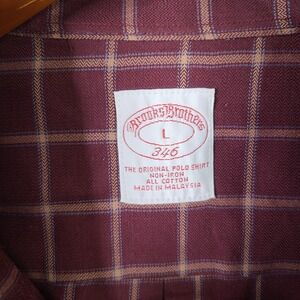 Brooks Brothers
L
346
THE ORIGINAL POLO SHIRT
NON-IRON
ALL COTTON
MADE IN MALAYSIA